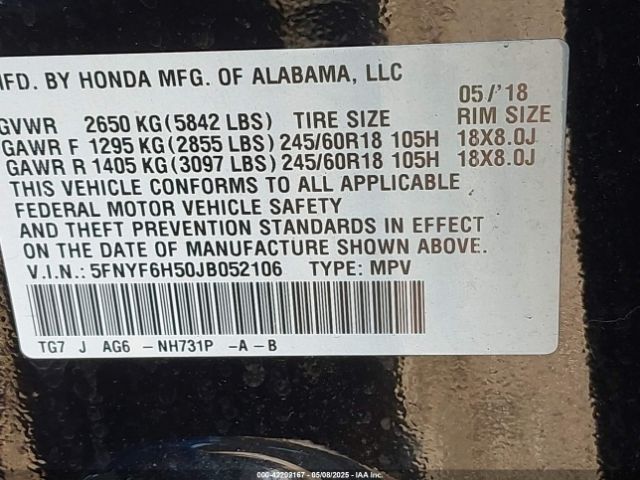 MFD. BY HONDA MFG. OF ALABAMA, LLC 05/'18
GVWR 2650 KG (5842 LBS) TIRE SIZE RIM SIZE
GAWR F 1295 KG (2855 LBS) 245/60R18 105H 18X8.0J
GAWR R 1405 KG (3097 LBS) 245/60R18 105H 18X8.0J
THIS VEHICLE CONFORMS TO ALL APPLICABLE
FEDERAL MOTOR VEHICLE SAFETY
AND THEFT PREVENTION STANDARDS IN EFFECT
ON THE DATE OF MANUFACTURE SHOWN ABOVE.
V.I.N.: 5FNYF6H50JB052106 TYPE: MPV
TG7 J AG6 - NH731P -A-B
000-42209167 - 05/08/2025 - IAA Inc.